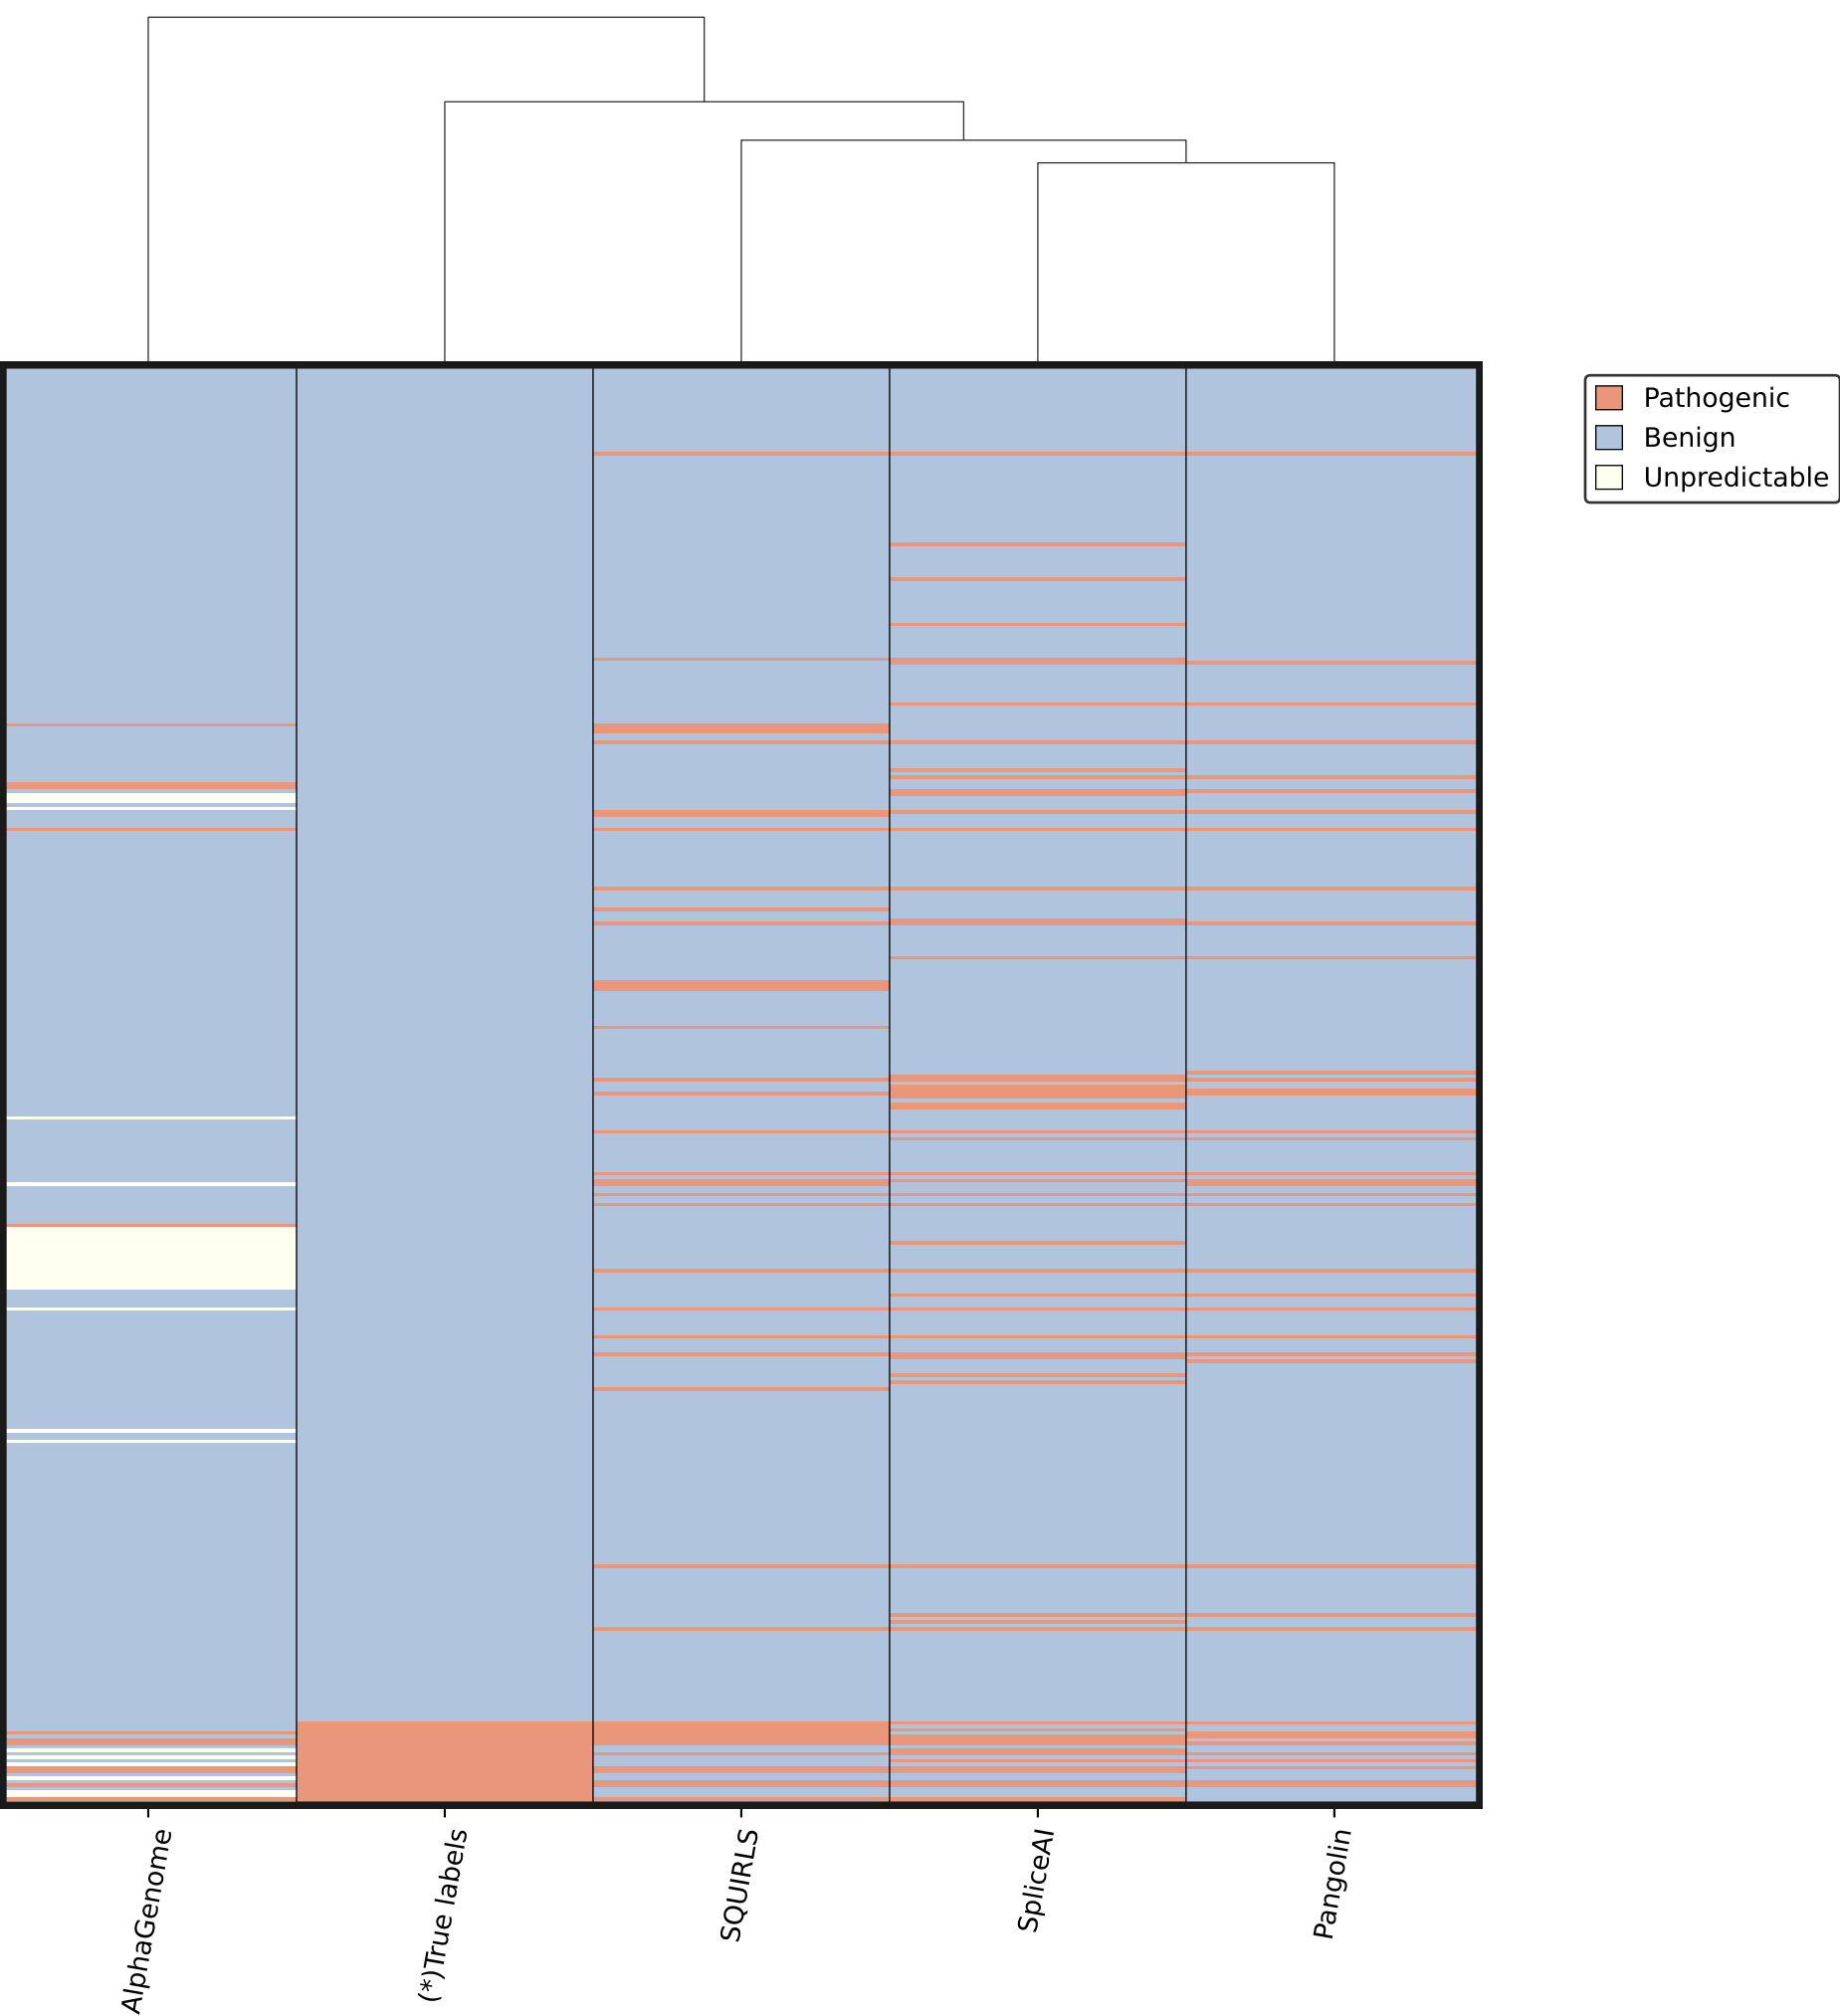 Pathogenic
Benign
Unpredictable
AlphaGenome
(*)True labels
SQUIRLS
SpliceAI
Pangolin